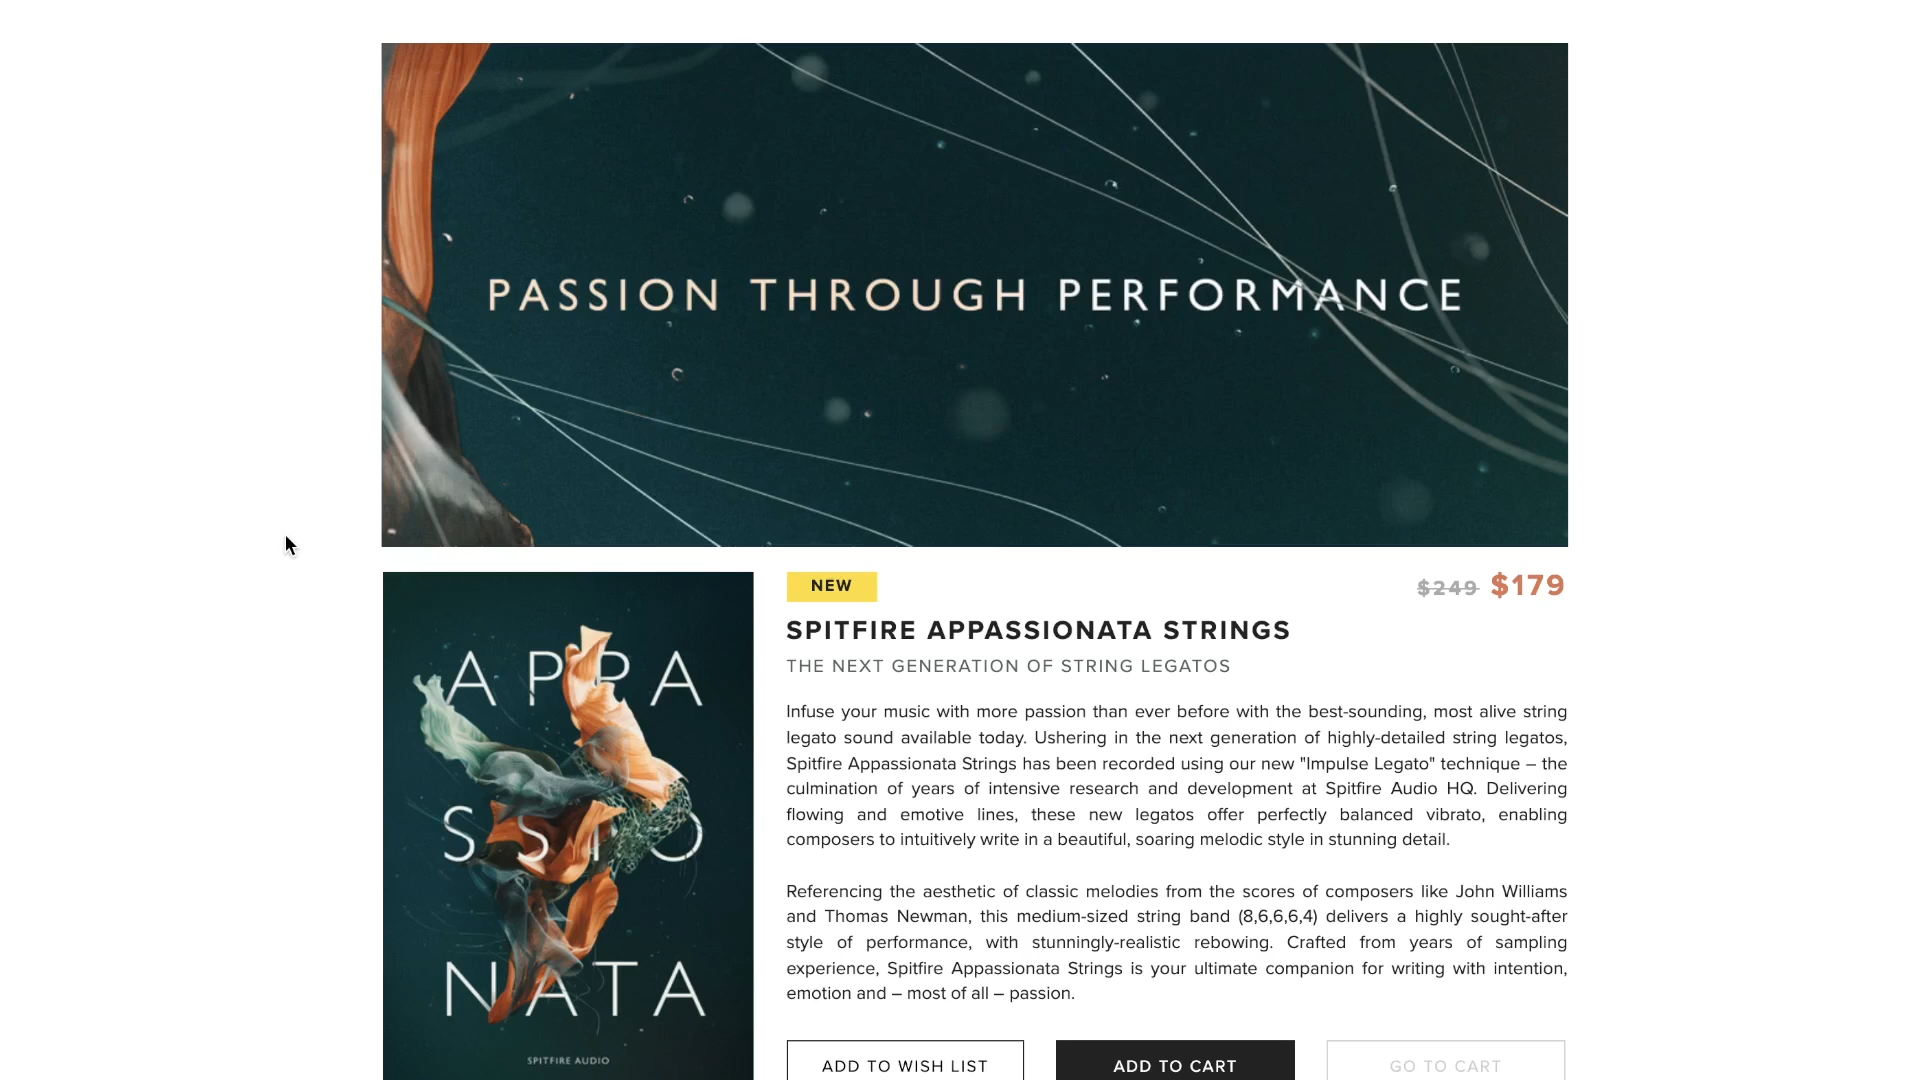 PASSION THROUGH PERFORMANCE
APPA
SSIO
NATA
SPITFIRE AUDIO
NEW
$249 $179
SPITFIRE APPASSIONATA STRINGS
THE NEXT GENERATION OF STRING LEGATOS
Infuse your music with more passion than ever before with the best-sounding, most alive string
legato sound available today. Ushering in the next generation of highly-detailed string legatos,
Spitfire Appassionata Strings has been recorded using our new "Impulse Legato" technique – the
culmination of years of intensive research and development at Spitfire Audio HQ. Delivering
flowing and emotive lines, these new legatos offer perfectly balanced vibrato, enabling
composers to intuitively write in a beautiful, soaring melodic style in stunning detail.
Referencing the aesthetic of classic melodies from the scores of composers like John Williams
and Thomas Newman, this medium-sized string band (8,6,6,6,4) delivers a highly sought-after
style of performance, with stunningly-realistic rebowing. Crafted from years of sampling
experience, Spitfire Appassionata Strings is your ultimate companion for writing with intention,
emotion and – most of all – passion.
ADD TO WISH LIST
ADD TO CART
GO TO CART